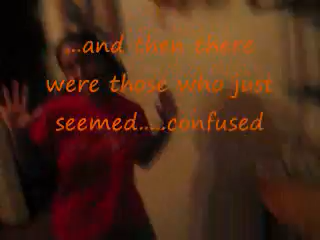 ..and then there
were those who just
seemed.....confused